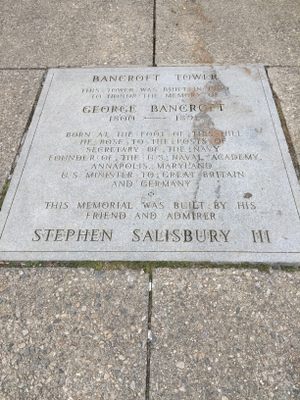 BANCROFT TOWER
THIS TOWER WAS BUILT IN
TO HONOR THE MEMORY OF
GEORGE BANCROFT
1800 — 1891
BORN AT THE FOOT OF THIS HILL
HE ROSE TO THE POSTS OF
SECRETARY OF THE NAVY
FOUNDER OF THE U.S. NAVAL ACADEMY,
ANNAPOLIS, MARYLAND
U.S. MINISTER TO GREAT BRITAIN
AND GERMANY
THIS MEMORIAL WAS BUILT BY HIS
FRIEND AND ADMIRER
STEPHEN SALISBURY III